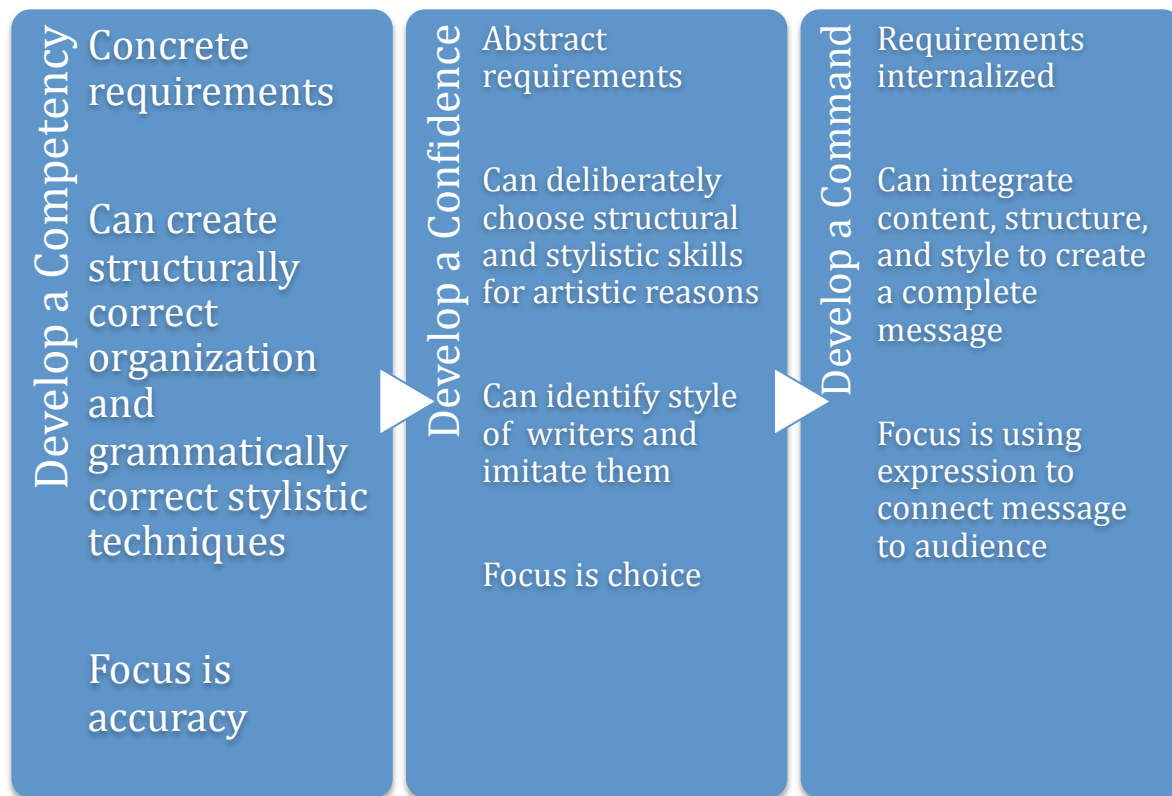 Develop a Competency
Concrete
requirements
Can create
structurally
correct
organization
and
grammatically
correct stylistic
techniques
Focus is
accuracy
Develop a Confidence
Abstract
requirements
Can deliberately
choose structural
and stylistic skills
for artistic reasons
Can identify style
of writers and
imitate them
Focus is choice
Develop a Command
Requirements
internalized
Can integrate
content, structure,
and style to create
a complete
message
Focus is using
expression to
connect message
to audience